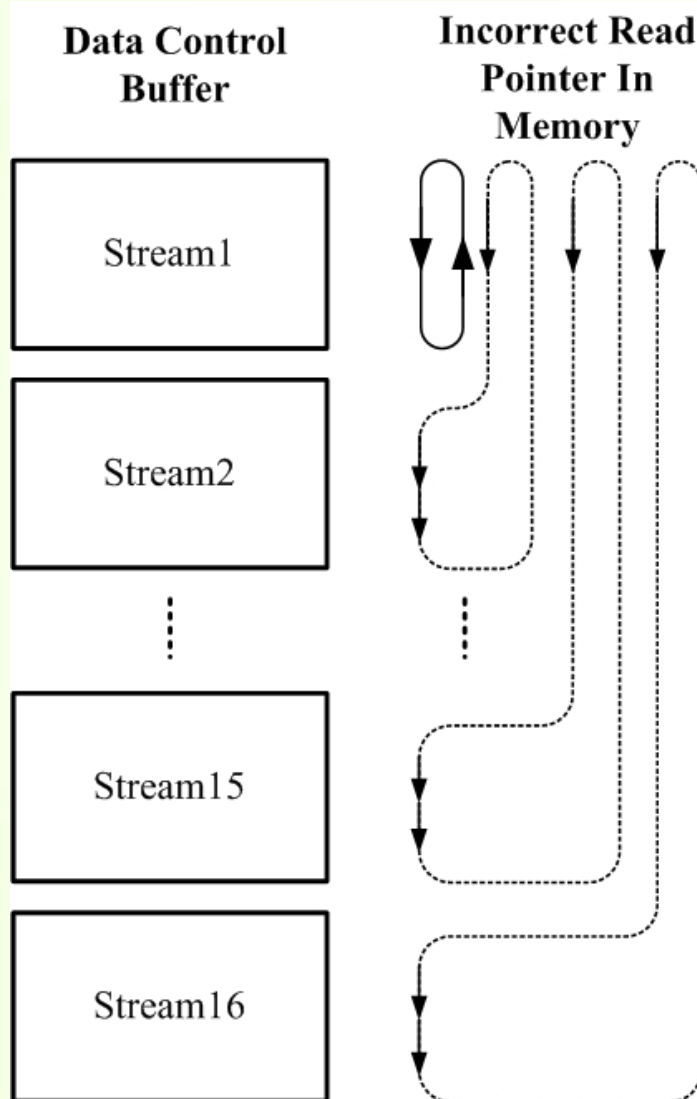 Data Control
Buffer
Incorrect Read
Pointer In
Memory
Stream1
Stream2
Stream15
Stream16